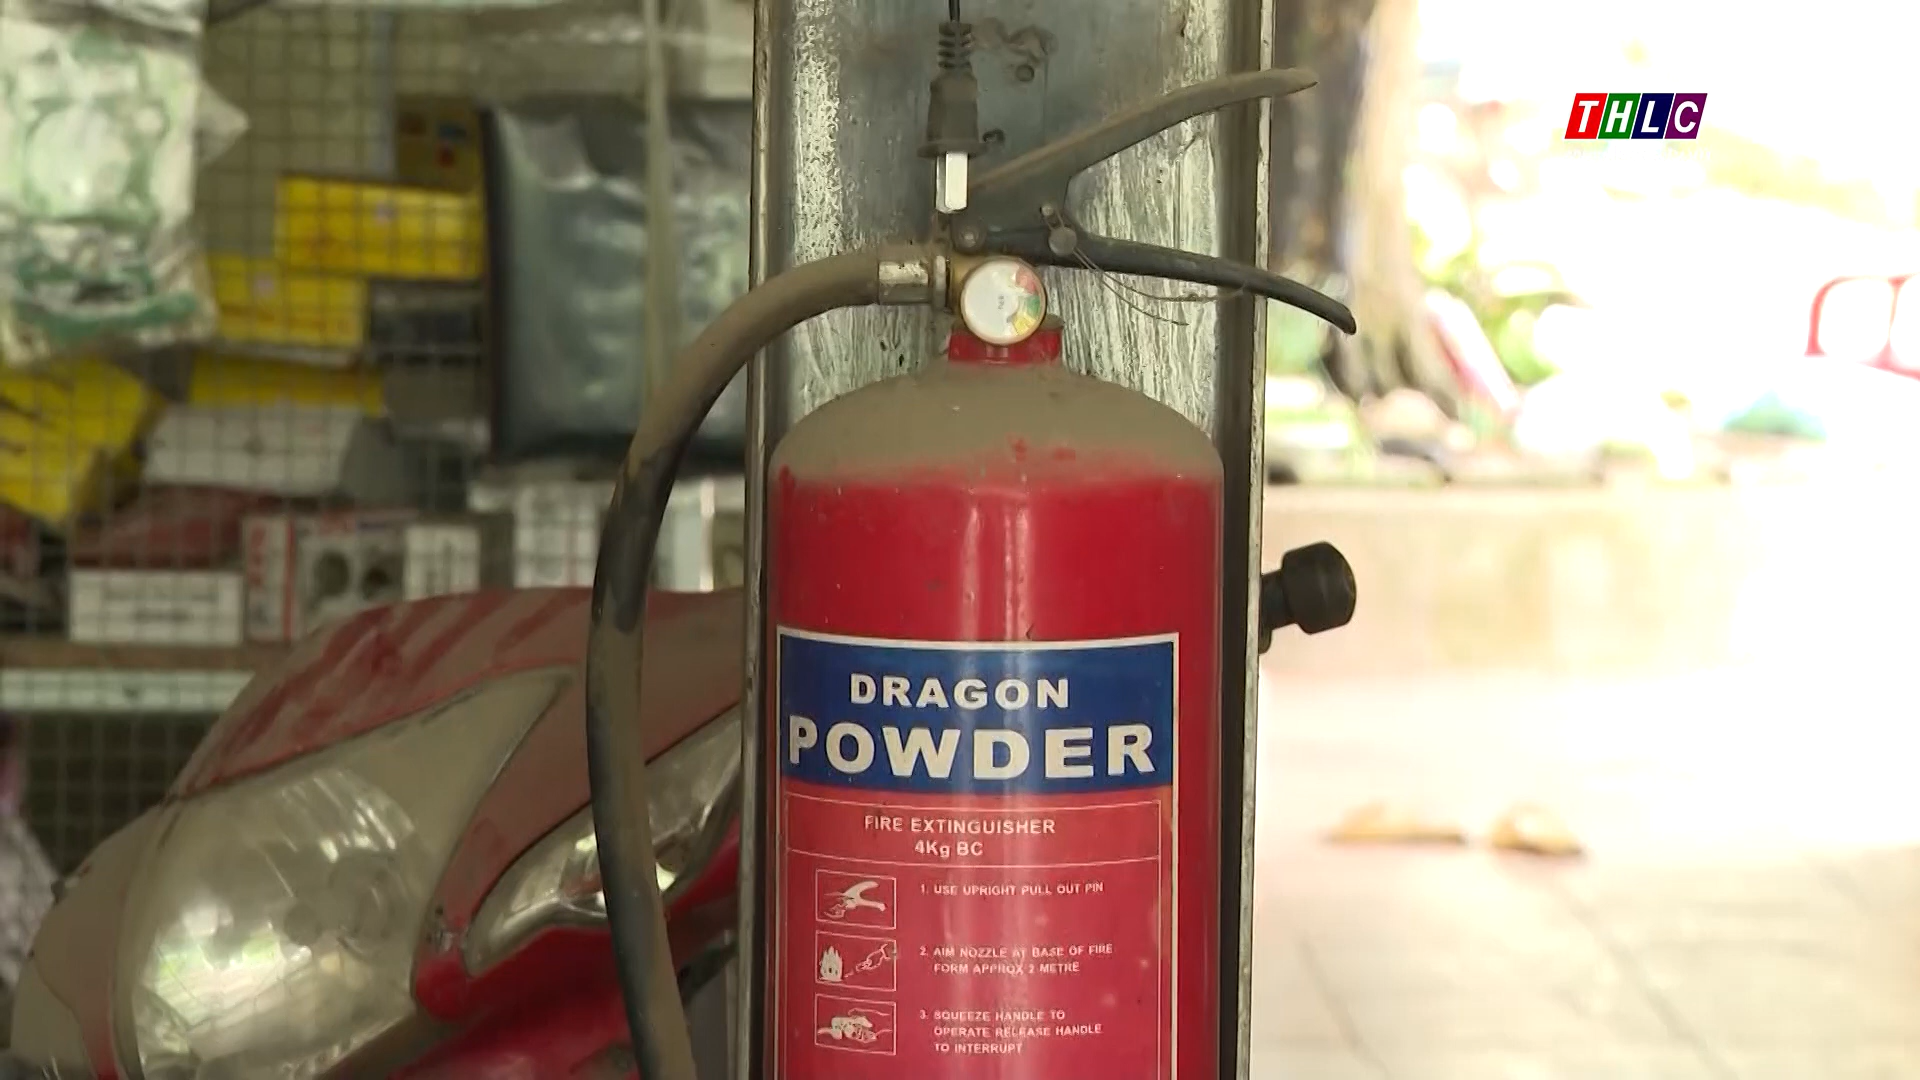 THLC
DRAGON
POWDER
FIRE EXTINGUISHER
4Kg BC
1. USE UPRIGHT PULL OUT PIN
2. AIM NOZZLE AT BASE OF FIRE
FORM APPROX 2 METRE
3. SQUEEZE HANDLE TO
OPERATE RELEASE HANDLE
TO INTERRUPT